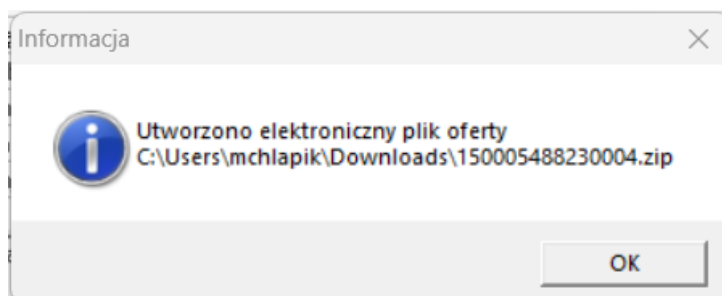 Informacja
Utworzono elektroniczny plik oferty
C:\Users\mchlapik\Downloads\150005488230004.zip
OK